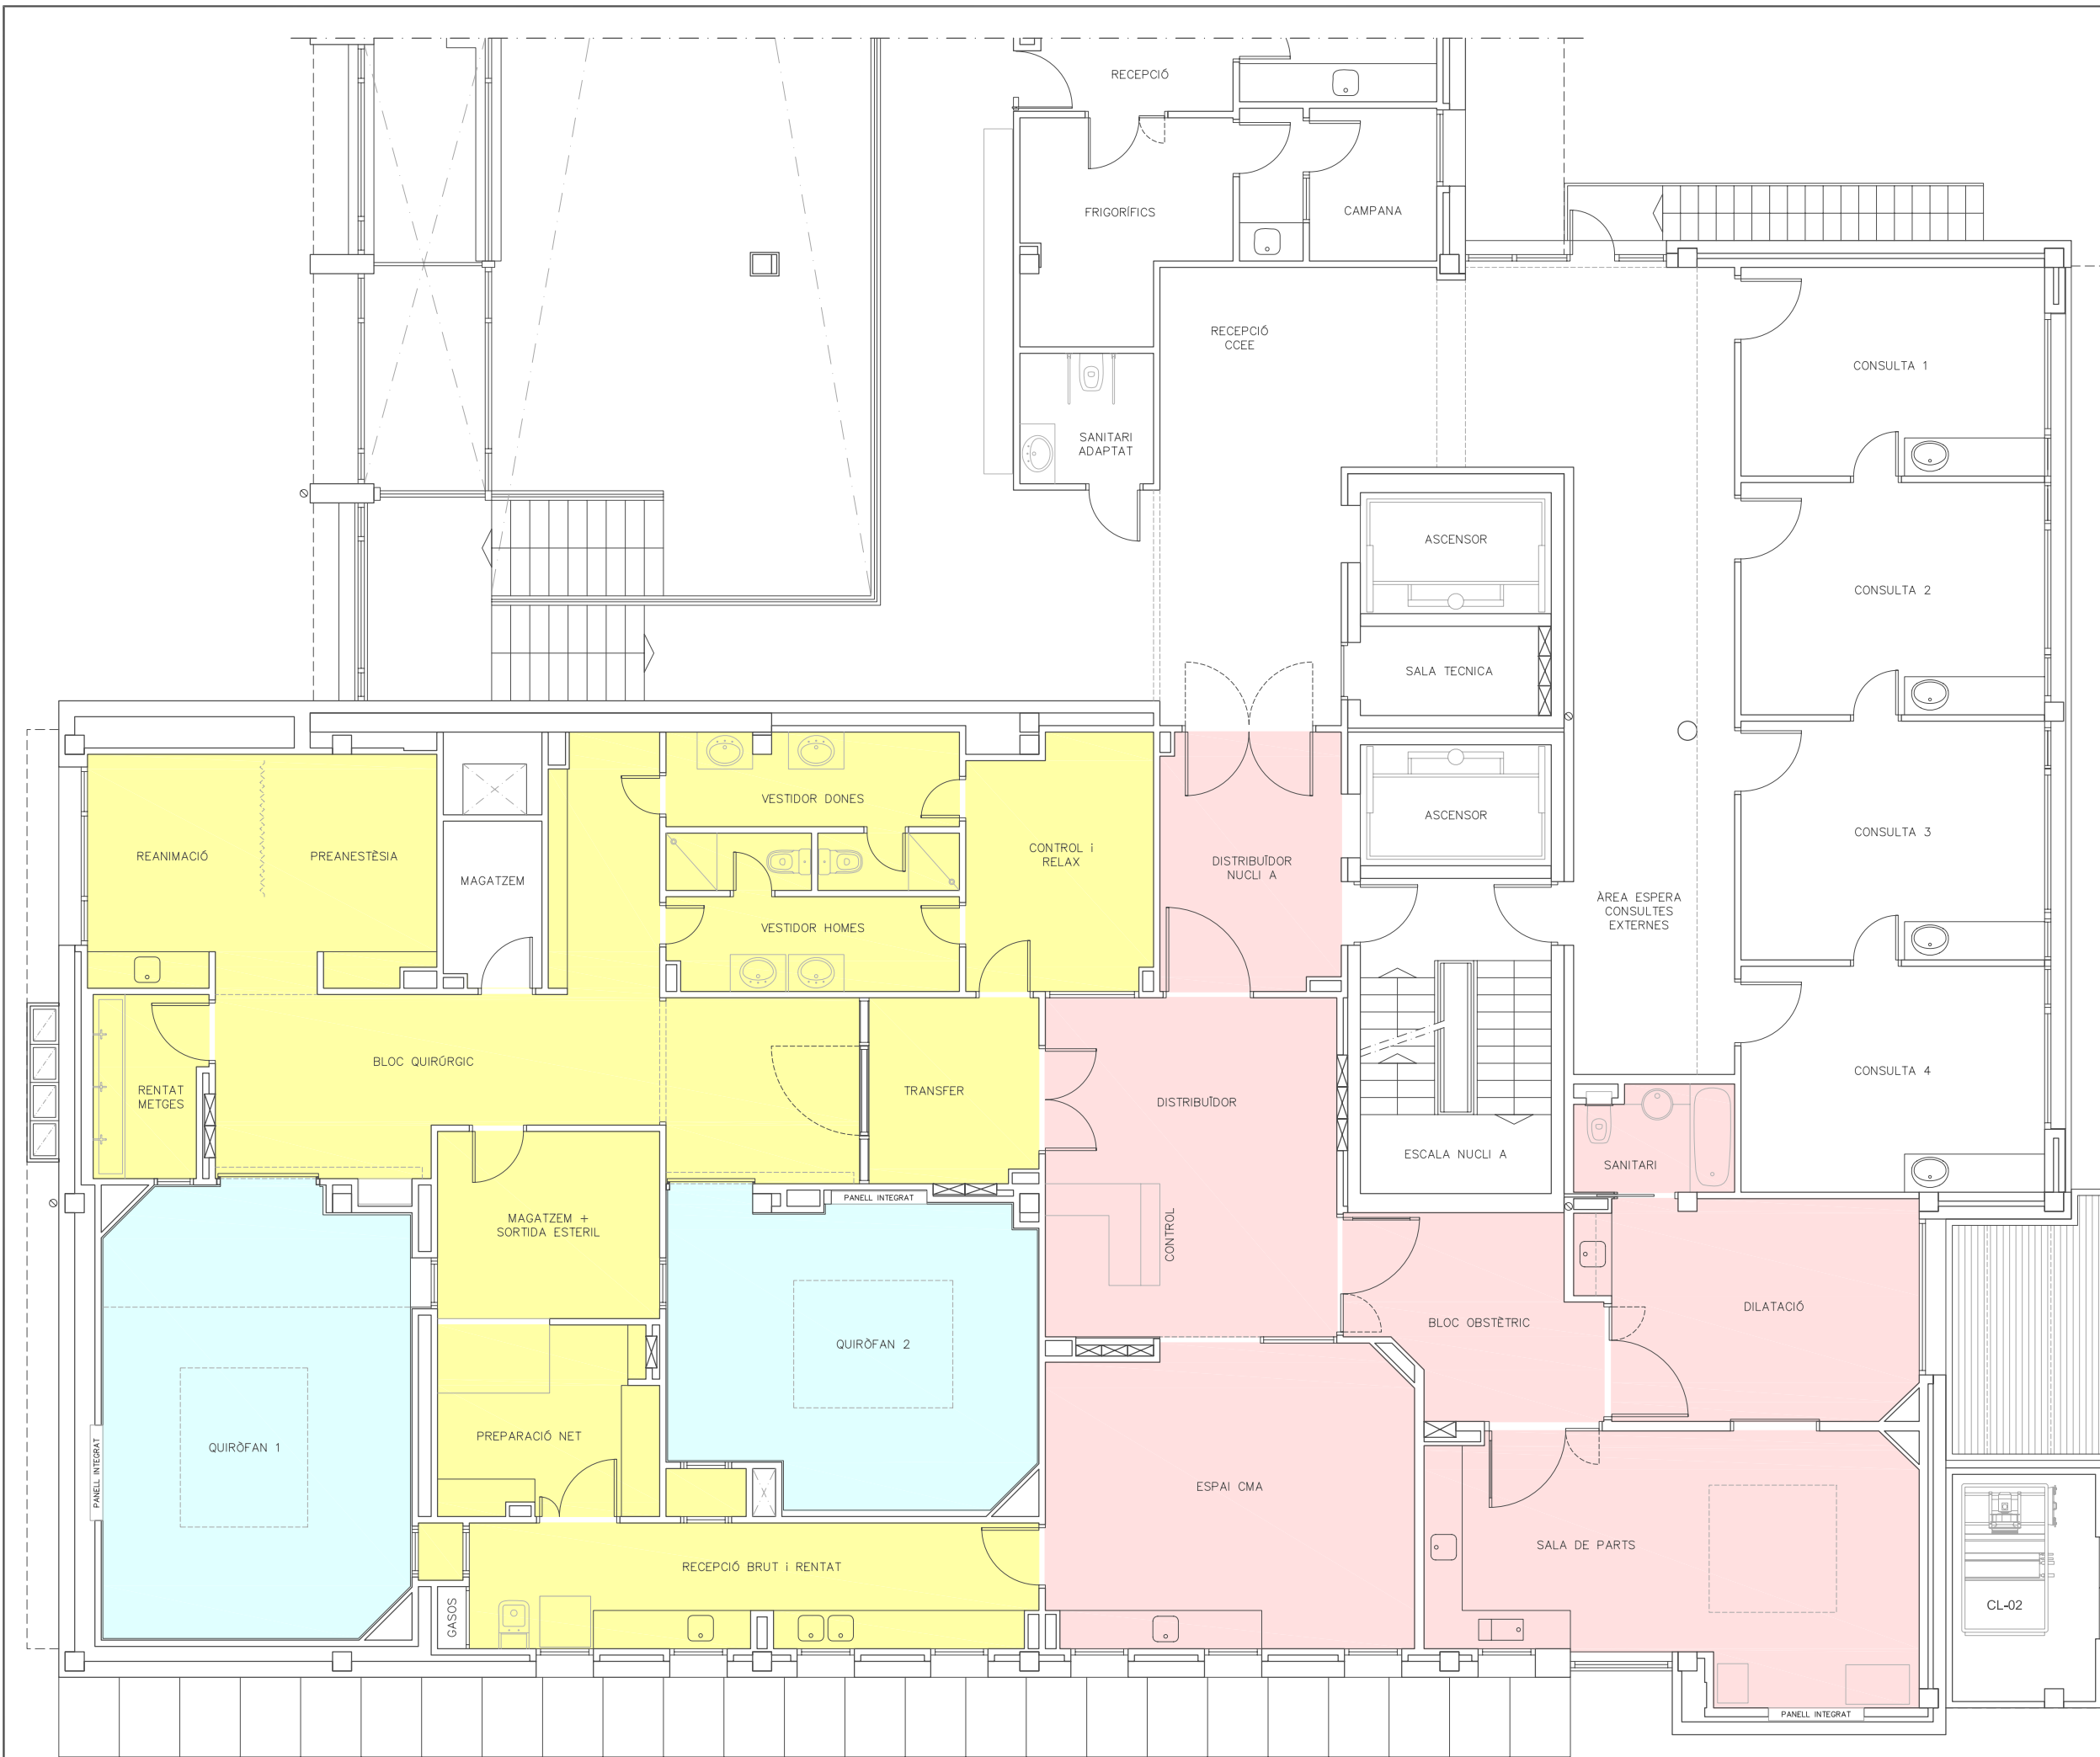 RECEPCIÓ
FRIGORÍFICS
CAMPANA
RECEPCIÓ
CCEE
CONSULTA 1
SANITARI
ADAPTAT
ASCENSOR
CONSULTA 2
SALA TECNICA
VESTIDOR DONES
ASCENSOR
CONSULTA 3
REANIMACIÓ
PREANESTÈSIA
CONTROL i
RELAX
DISTRIBUÏDOR
NUCLI A
MAGATZEM
ÀREA ESPERA
CONSULTES
EXTERNES
VESTIDOR HOMES
BLOC QUIRÚRGIC
CONSULTA 4
RENTAT
METGES
TRANSFER
DISTRIBUÏDOR
ESCALA NUCLI A
SANITARI
PANELL INTEGRAT
MAGATZEM +
SORTIDA ESTERIL
CONTROL
DILATACIÓ
BLOC OBSTÈTRIC
QUIRÒFAN 2
PREPARACIÓ NET
QUIRÒFAN 1
PANELL INTEGRAT
ESPAI CMA
SALA DE PARTS
RECEPCIÓ BRUT i RENTAT
GASOS
CL-02
PANELL INTEGRAT